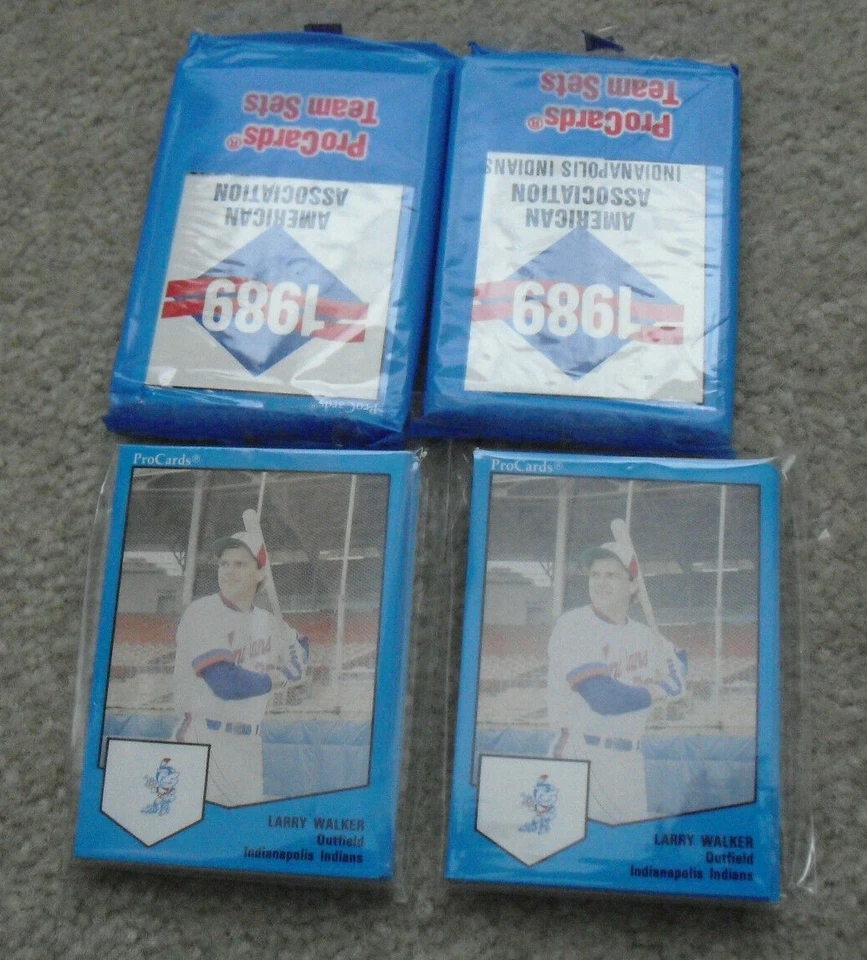 ProCards®
Team Sets
AMERICAN
ASSOCIATION
1989
ProCards®
ProCards®
Team Sets
INDIANAPOLIS INDIANS
AMERICAN
ASSOCIATION
1989
ProCards®
LARRY WALKER
Outfield
Indianapolis Indians
ProCards®
LARRY WALKER
Outfield
Indianapolis Indians